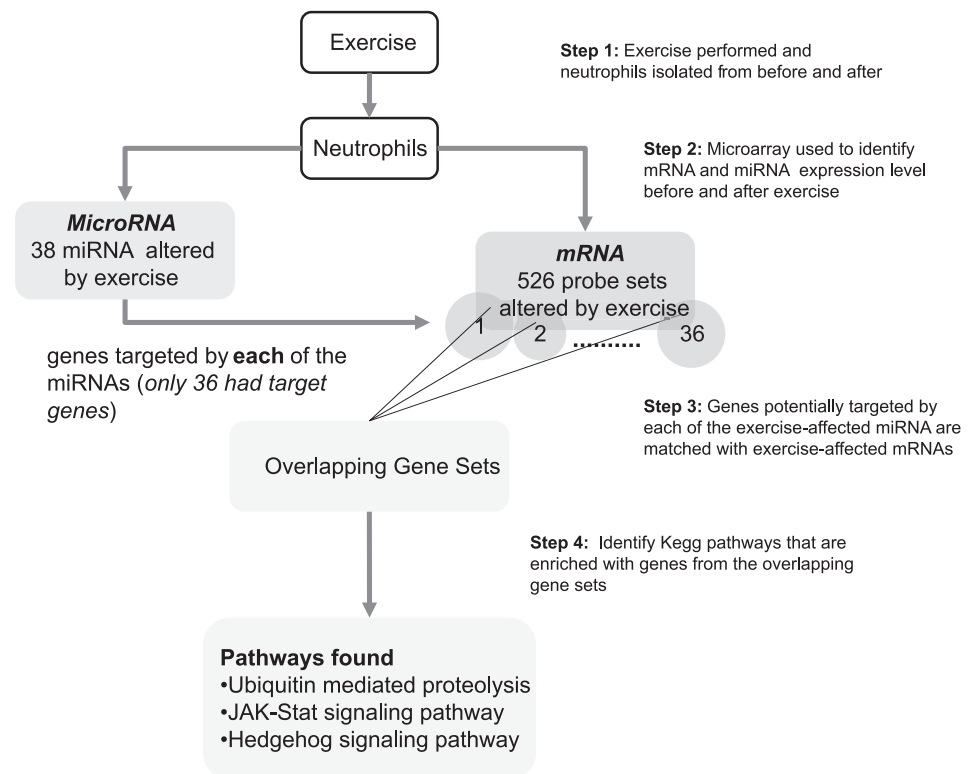 Exercise
Step 1: Exercise performed and
neutrophils isolated from before and after
Neutrophils
Step 2: Microarray used to identify
mRNA and miRNA expression level
before and after exercise
MicroRNA
38 miRNA altered
by exercise
mRNA
526 probe sets
altered by exercise
1
2
..........
36
genes targeted by each of the
miRNAs (only 36 had target
genes)
Step 3: Genes potentially targeted by
each of the exercise-affected miRNA are
matched with exercise-affected mRNAs
Overlapping Gene Sets
Step 4: Identify Kegg pathways that are
enriched with genes from the overlapping
gene sets
Pathways found
•Ubiquitin mediated proteolysis
•JAK-Stat signaling pathway
•Hedgehog signaling pathway